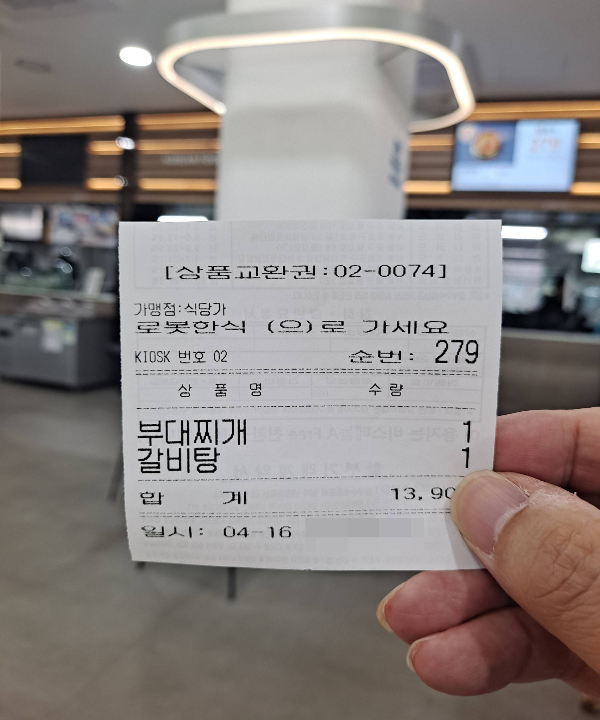 [상품교환권:02-0074]
가맹점:식당가
로봇한식 (으)로 가세요
KIOSK 번호 02 순번: 279
상 품 명 수 량
부대찌개 1
갈비탕 1
합 계 13,90
일시: 04-16